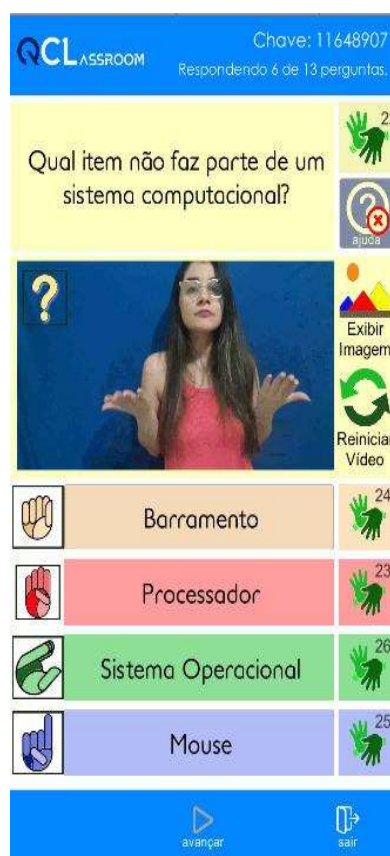 QCLASSROOM
Chave: 11648907
Respondendo 6 de 13 perguntas.
Qual item não faz parte de um
sistema computacional?
ajuda
Exibir
Imagem
Reiniciar
Vídeo
Barramento
24
Processador
23
Sistema Operacional
26
Mouse
25
avançar
sair